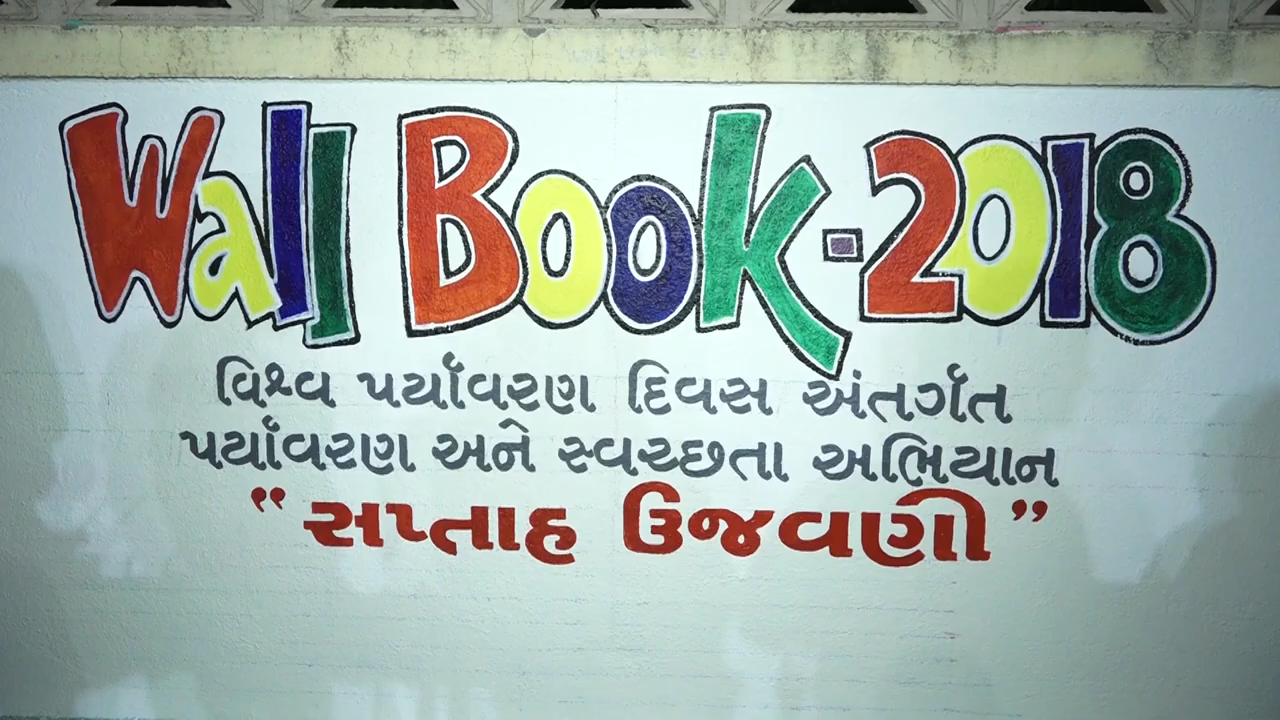 Wall Book-2018
વિશ્વ પર્યાવરણ દિવસ અંતર્ગત
પર્યાવરણ અને સ્વચ્છતા અભિયાન
“ સપ્તાહ ઉજવણી ”